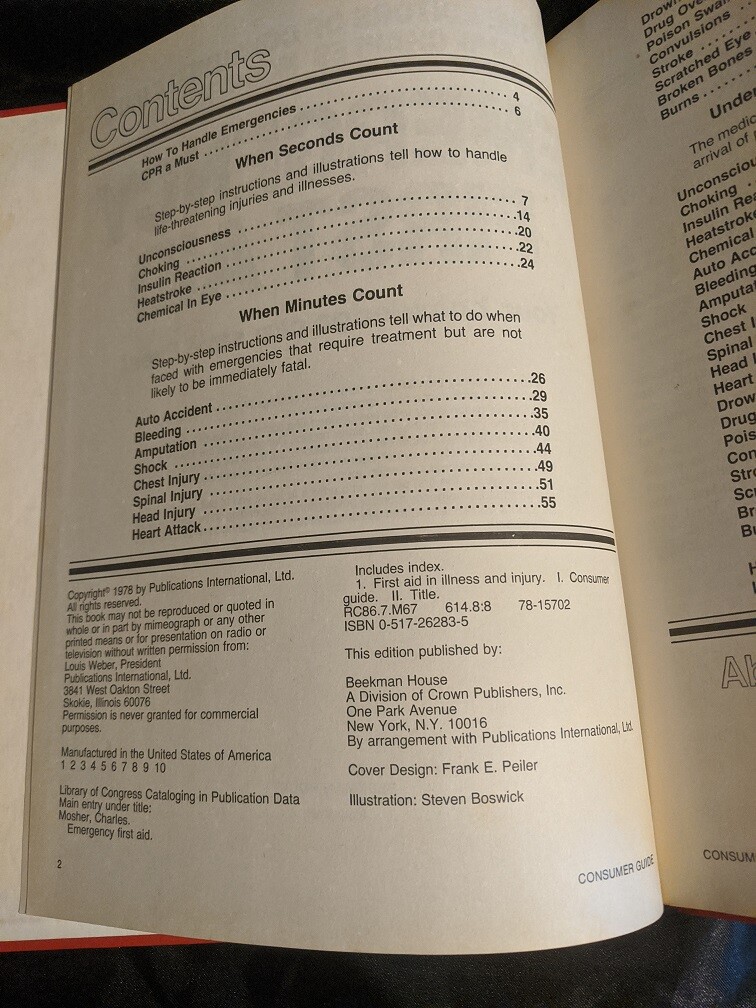 Contents
How To Handle Emergencies . . . . . . . . . . . . . . . . . . . . . . . . 4
CPR a Must . . . . . . . . . . . . . . . . . . . . . . . . . . . . . . . . . . 6
When Seconds Count
Step-by-step instructions and illustrations tell how to handle
life-threatening injuries and illnesses.
Unconsciousness . . . . . . . . . . . . . . . . . . . . . . . . . . . . . . 7
Choking . . . . . . . . . . . . . . . . . . . . . . . . . . . . . . . . . . . .14
Insulin Reaction . . . . . . . . . . . . . . . . . . . . . . . . . . . . . .20
Heatstroke . . . . . . . . . . . . . . . . . . . . . . . . . . . . . . . . . .22
Chemical In Eye . . . . . . . . . . . . . . . . . . . . . . . . . . . . . .24
When Minutes Count
Step-by-step instructions and illustrations tell what to do when
faced with emergencies that require treatment but are not
likely to be immediately fatal.
Auto Accident . . . . . . . . . . . . . . . . . . . . . . . . . . . . . . . .26
Bleeding . . . . . . . . . . . . . . . . . . . . . . . . . . . . . . . . . . . .29
Amputation . . . . . . . . . . . . . . . . . . . . . . . . . . . . . . . . . .35
Shock . . . . . . . . . . . . . . . . . . . . . . . . . . . . . . . . . . . . . .40
Chest Injury . . . . . . . . . . . . . . . . . . . . . . . . . . . . . . . . .44
Spinal Injury . . . . . . . . . . . . . . . . . . . . . . . . . . . . . . . . .49
Head Injury . . . . . . . . . . . . . . . . . . . . . . . . . . . . . . . . . .51
Heart Attack . . . . . . . . . . . . . . . . . . . . . . . . . . . . . . . . .55
Copyright© 1978 by Publications International, Ltd.
All rights reserved.
This book may not be reproduced or quoted in
whole or in part by mimeograph or any other
printed means or for presentation on radio or
television without written permission from:
Louis Weber, President
Publications International, Ltd.
3841 West Oakton Street
Skokie, Illinois 60076
Permission is never granted for commercial
purposes.
Manufactured in the United States of America
1 2 3 4 5 6 7 8 9 10
Library of Congress Cataloging in Publication Data
Main entry under title:
Mosher, Charles.
Emergency first aid.
Includes index.
1. First aid in illness and injury. I. Consumer
guide. II. Title.
RC86.7.M67 614.8:8 78-15702
ISBN 0-517-26283-5
This edition published by:
Beekman House
A Division of Crown Publishers, Inc.
One Park Avenue
New York, N.Y. 10016
By arrangement with Publications International, Ltd.
Cover Design: Frank E. Peiler
Illustration: Steven Boswick
2
CONSUMER GUIDE
Drug
Poison
Convulsions
Stroke
Scratched Eye
Broken Bones
Burns
The
arrival of
Choking
Insulin
Chemical
Auto
Bleeding
Shock
Chest
Spinal
Head
Heart
Drug